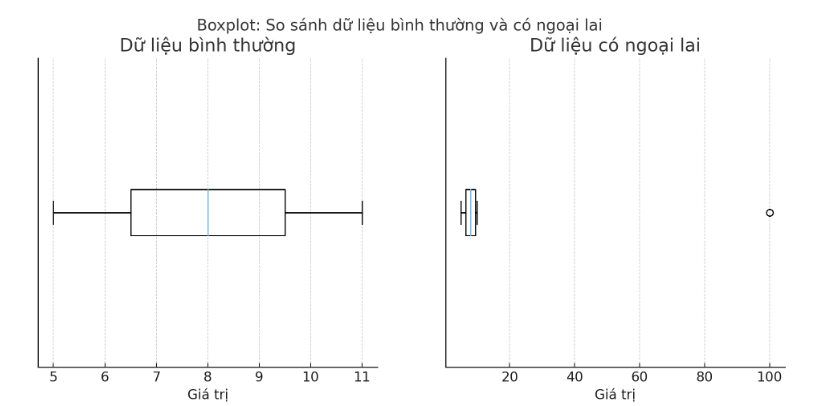 Boxplot: So sánh dữ liệu bình thường và có ngoại lai
Dữ liệu bình thường
5 6 7 8 9 10 11
Giá trị
Dữ liệu có ngoại lai
20 40 60 80 100
Giá trị